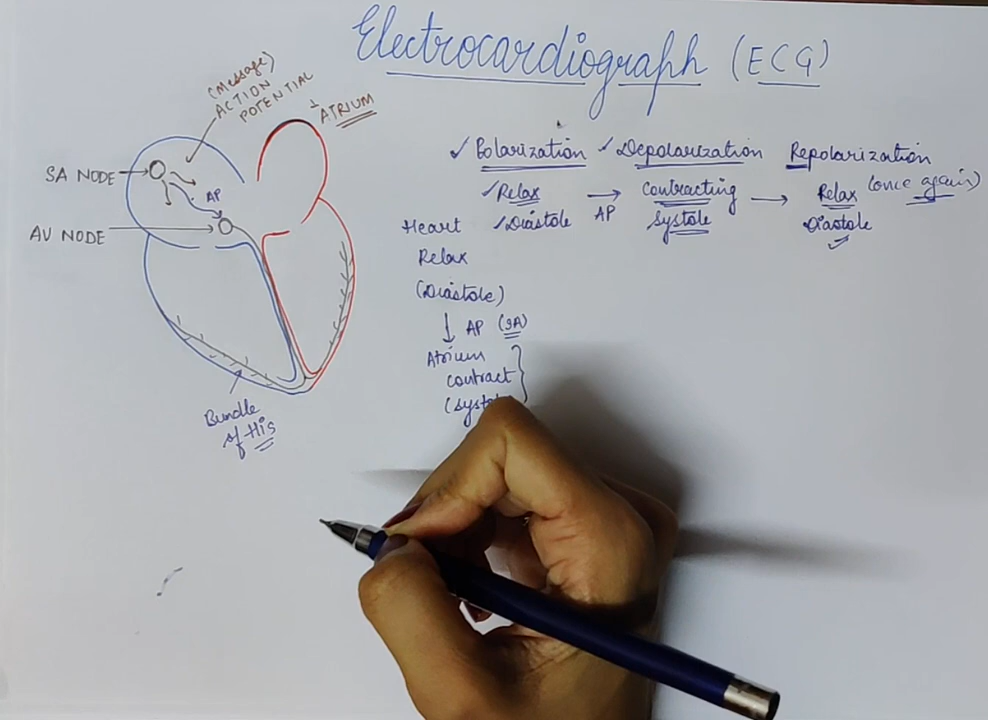 Electrocardiograph (ECG)
(Message)
ACTION
POTENTIAL
ATRIUM
SA NODE
AP
AV NODE
Bundle
of His
Polarization Depolarization Repolarization
Relax → contracting → Relax (once again)
Diastole AP systole Diastole
Heart
Relax
(Diastole)
↓ AP (SA)
Atrium
contract